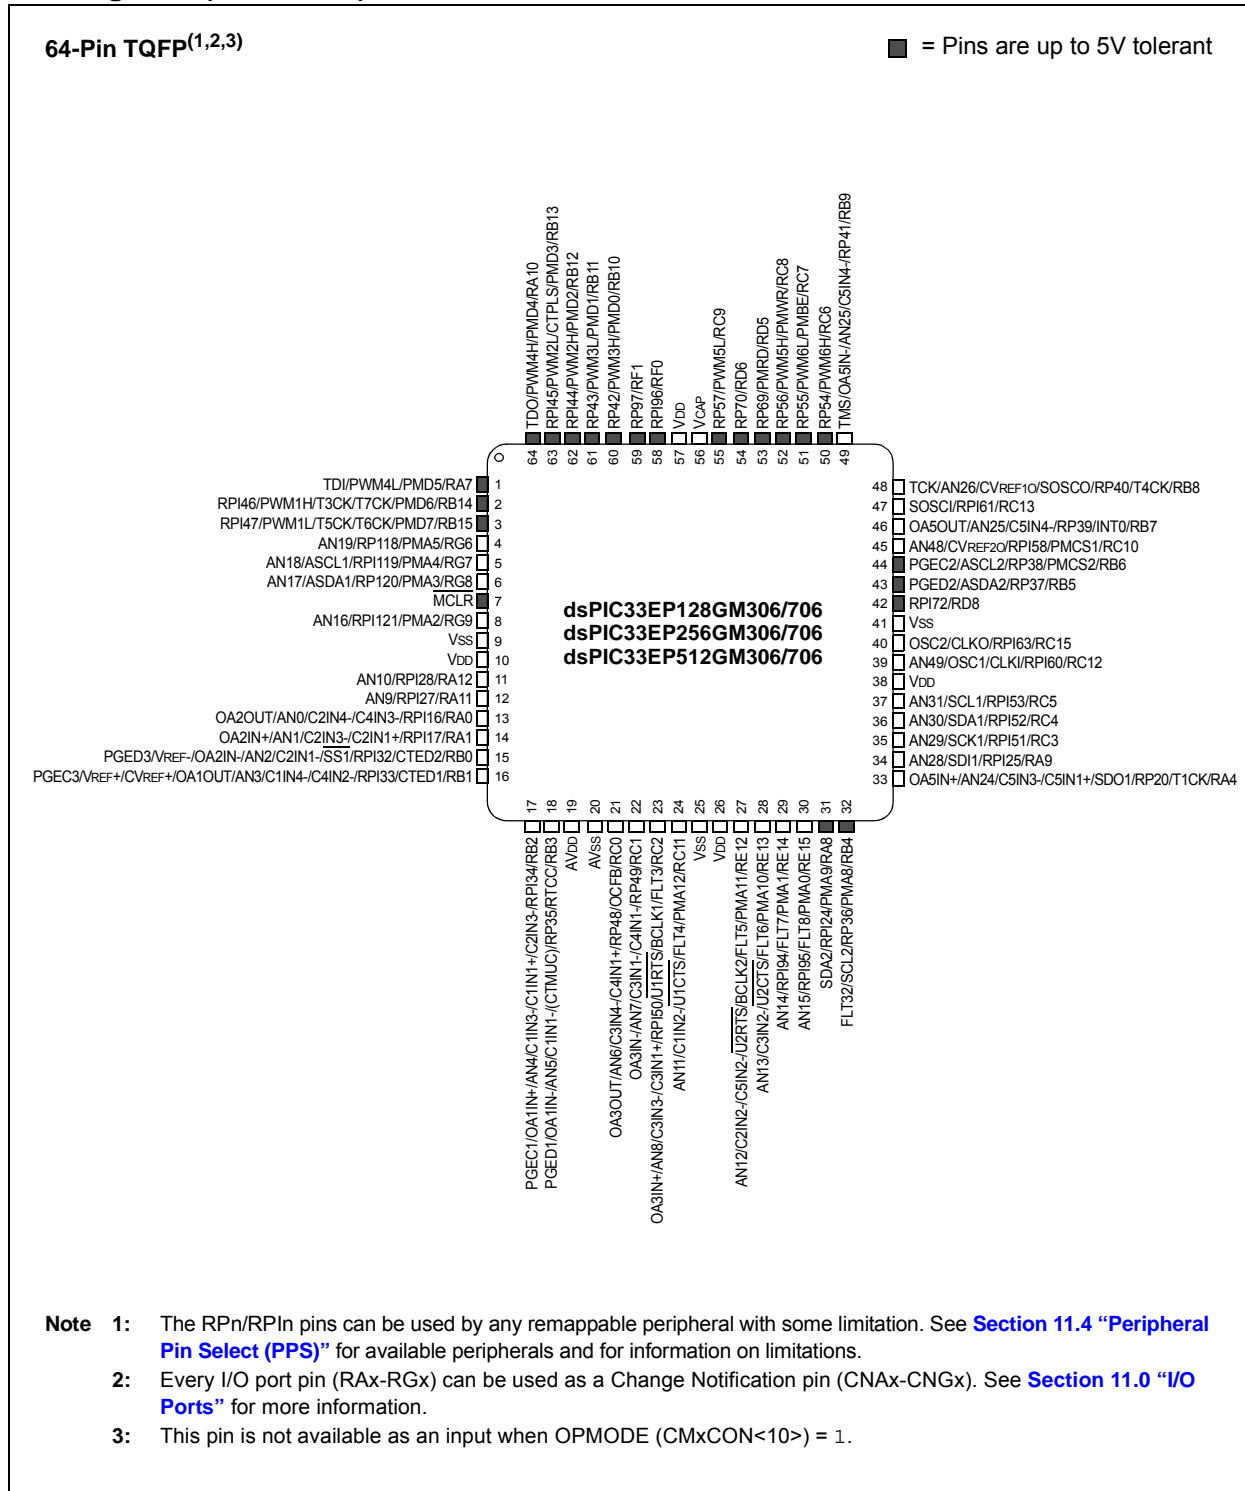 64-Pin TQFP(1,2,3)
= Pins are up to 5V tolerant
TDO/PWM4H/PMD4/RA10
RPI45/PWM2L/CTPLS/PMD3/RB13
RPI44/PWM2H/PMD2/RB12
RP43/PWM3L/PMD1/RB11
RP42/PWM3H/PMD0/RB10
RP97/RF1
RPI96/RF0
VDD
VCAP
RP57/PWM5L/RC9
RP70/RD6
RP69/PMRD/RD5
RP56/PWM5H/PMWR/RC8
RP55/PWM6L/PMBE/RC7
RP54/PWM6H/RC6
TMS/OA5IN-/AN25/C5IN4-/RP41/RB9
64 63 62 61 60 59 58 57 56 55 54 53 52 51 50 49
TDI/PWM4L/PMD5/RA7 1
RPI46/PWM1H/T3CK/T7CK/PMD6/RB14 2
RPI47/PWM1L/T5CK/T6CK/PMD7/RB15 3
AN19/RP118/PMA5/RG6 4
AN18/ASCL1/RPI119/PMA4/RG7 5
AN17/ASDA1/RP120/PMA3/RG8 6
MCLR 7
AN16/RPI121/PMA2/RG9 8
VSS 9
VDD 10
AN10/RPI28/RA12 11
AN9/RPI27/RA11 12
OA2OUT/AN0/C2IN4-/C4IN3-/RPI16/RA0 13
OA2IN+/AN1/C2IN3-/C2IN1+/RPI17/RA1 14
PGED3/VREF-/OA2IN-/AN2/C2IN1-/SS1/RPI32/CTED2/RB0 15
PGEC3/VREF+/CVREF+/OA1OUT/AN3/C1IN4-/C4IN2-/RPI33/CTED1/RB1 16
dsPIC33EP128GM306/706
dsPIC33EP256GM306/706
dsPIC33EP512GM306/706
48 TCK/AN26/CVREF1O/SOSCO/RP40/T4CK/RB8
47 SOSCI/RPI61/RC13
46 OA5OUT/AN25/C5IN4-/RP39/INT0/RB7
45 AN48/CVREF2O/RPI58/PMCS1/RC10
44 PGEC2/ASCL2/RP38/PMCS2/RB6
43 PGED2/ASDA2/RP37/RB5
42 RPI72/RD8
41 VSS
40 OSC2/CLKO/RPI63/RC15
39 AN49/OSC1/CLKI/RPI60/RC12
38 VDD
37 AN31/SCL1/RPI53/RC5
36 AN30/SDA1/RPI52/RC4
35 AN29/SCK1/RPI51/RC3
34 AN28/SDI1/RPI25/RA9
33 OA5IN+/AN24/C5IN3-/C5IN1+/SDO1/RP20/T1CK/RA4
17 18 19 20 21 22 23 24 25 26 27 28 29 30 31 32
PGEC1/OA1IN+/AN4/C1IN3-/C1IN1+/C2IN3-/RPI34/RB2
PGED1/OA1IN-/AN5/C1IN1-/(CTMUC)/RP35/RTCC/RB3
AVDD
AVSS
OA3OUT/AN6/C3IN4-/C4IN1+/RP48/OCFB/RC0
OA3IN-/AN7/C3IN1-/C4IN1-/RP49/RC1
OA3IN+/AN8/C3IN3-/C3IN1+/RPI50/U1RTS/BCLK1/FLT3/RC2
AN11/C1IN2-/U1CTS/FLT4/PMA12/RC11
VSS
VDD
AN12/C2IN2-/C5IN2-/U2RTS/BCLK2/FLT5/PMA11/RE12
AN13/C3IN2-/U2CTS/FLT6/PMA10/RE13
AN14/RPI94/FLT7/PMA1/RE14
AN15/RPI95/FLT8/PMA0/RE15
SDA2/RPI24/PMA9/RA8
FLT32/SCL2/RP36/PMA8/RB4
Note 1: The RPn/RPIn pins can be used by any remappable peripheral with some limitation. See Section 11.4 “Peripheral
Pin Select (PPS)” for available peripherals and for information on limitations.
2: Every I/O port pin (RAx-RGx) can be used as a Change Notification pin (CNAx-CNGx). See Section 11.0 “I/O
Ports” for more information.
3: This pin is not available as an input when OPMODE (CMxCON<10>) = 1.